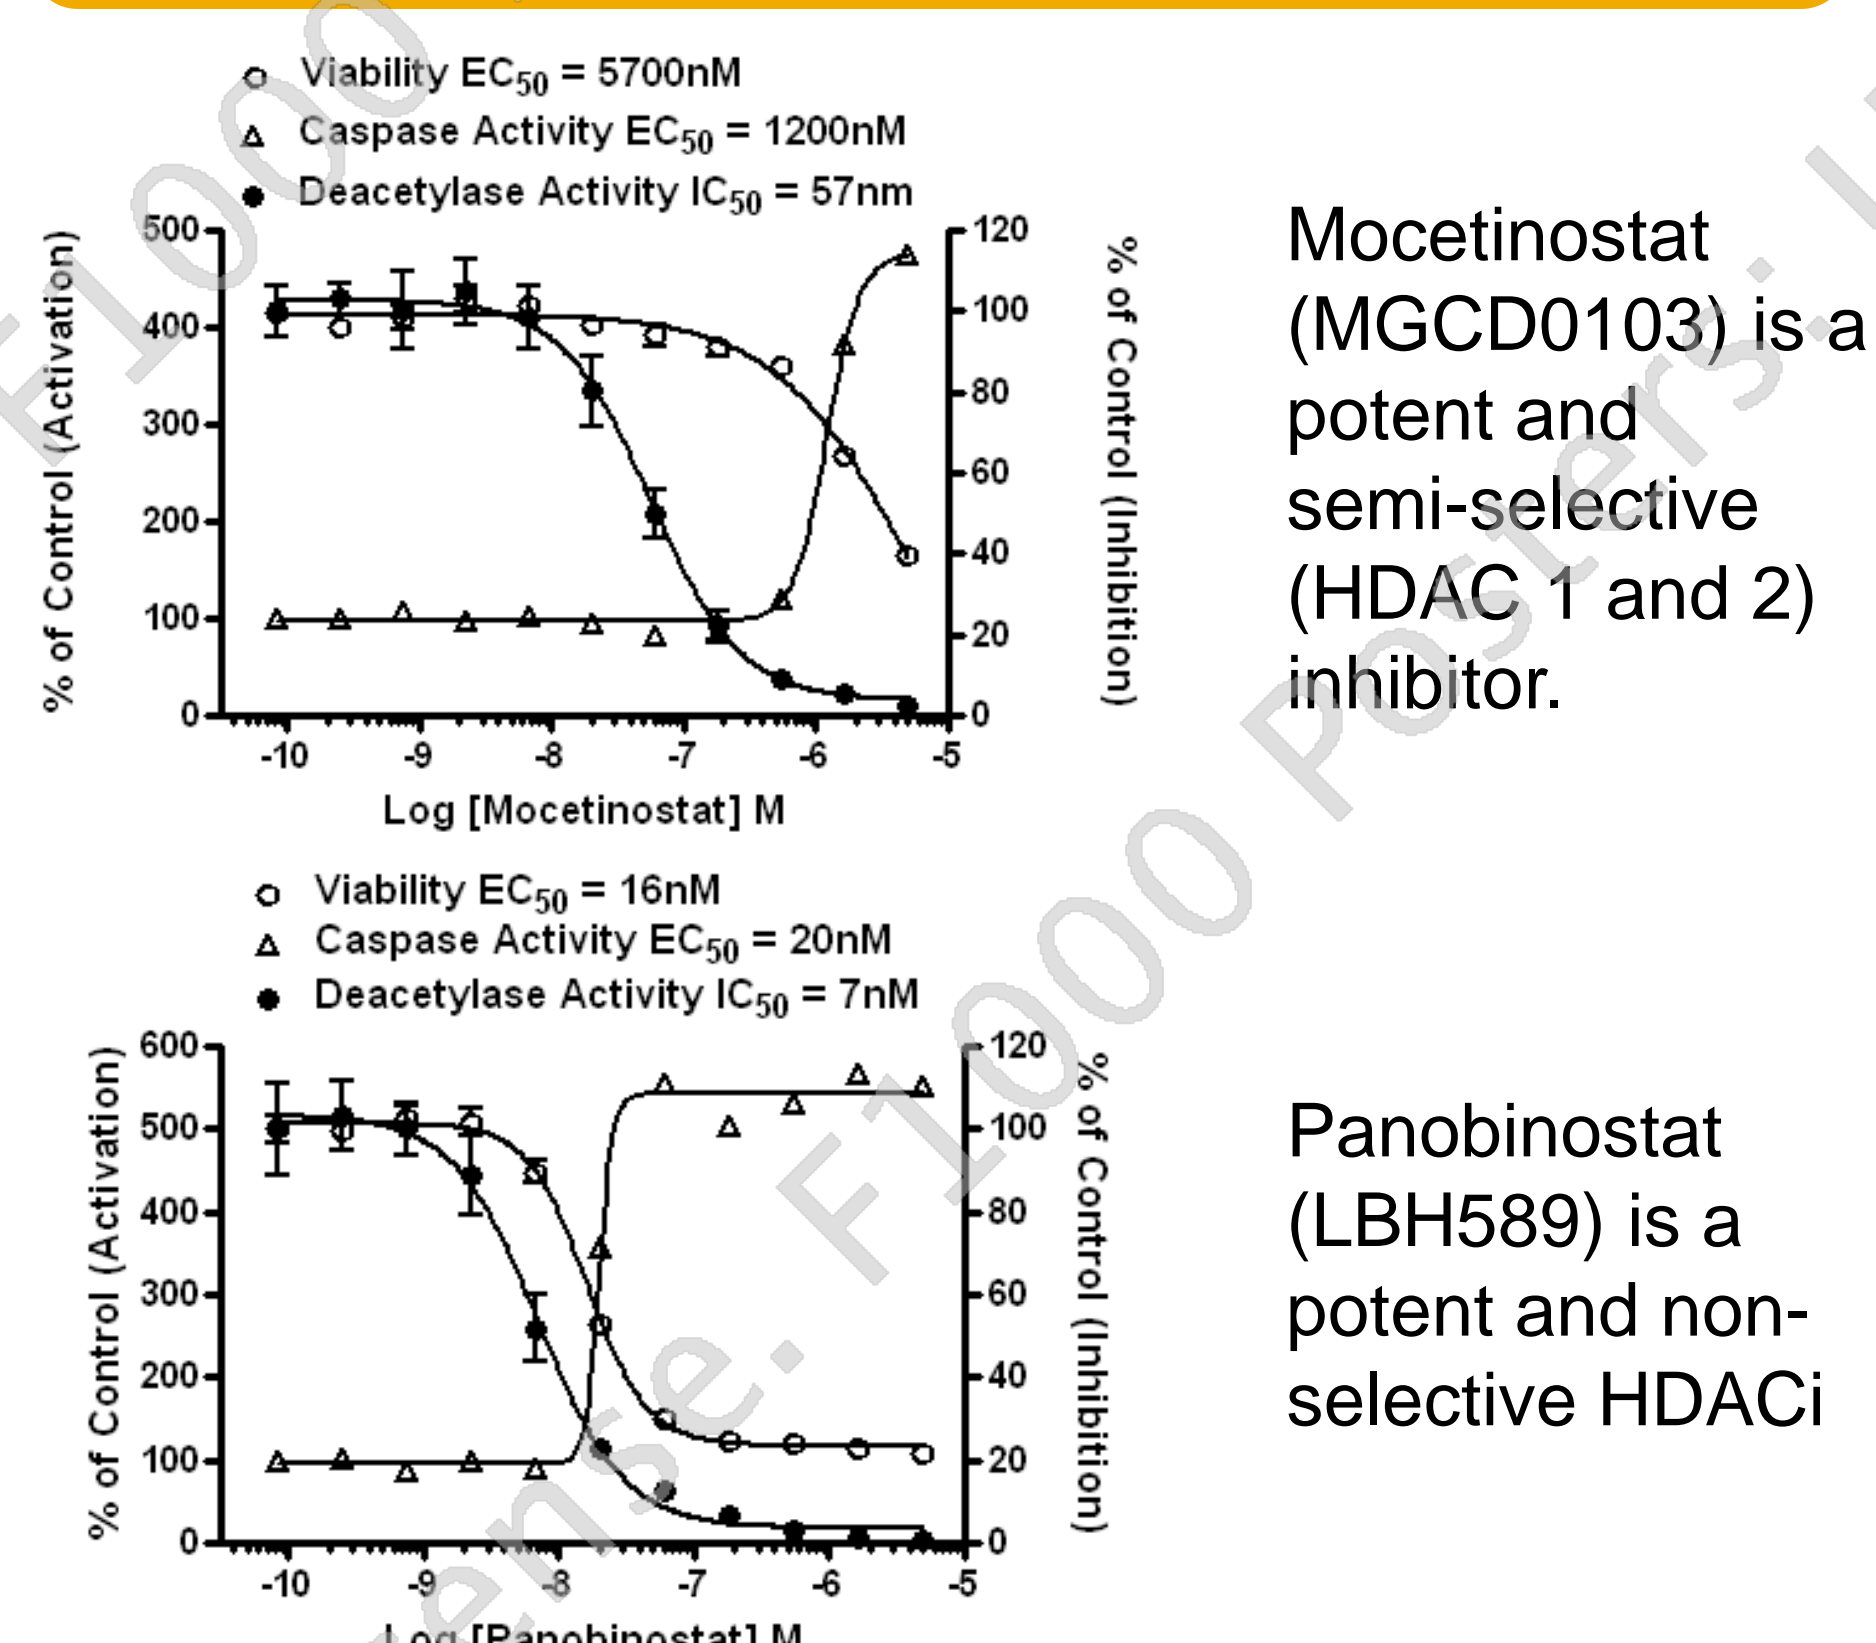 Viability EC50 = 5700nM
Caspase Activity EC50 = 1200nM
Deacetylase Activity IC50 = 57nm
% of Control (Activation)
500
400
300
200
100
0
120
100
80
60
40
20
0
% of Control (Inhibition)
-10 -9 -8 -7 -6 -5
Log [Mocetinostat] M
Mocetinostat
(MGCD0103) is a
potent and
semi-selective
(HDAC 1 and 2)
inhibitor.
Viability EC50 = 16nM
Caspase Activity EC50 = 20nM
Deacetylase Activity IC50 = 7nM
% of Control (Activation)
600
500
400
300
200
100
0
120
100
80
60
40
20
0
% of Control (Inhibition)
-10 -9 -8 -7 -6 -5
Log [Panobinostat] M
Panobinostat
(LBH589) is a
potent and non-
selective HDACi
F1000
ense. F1000 Posters: